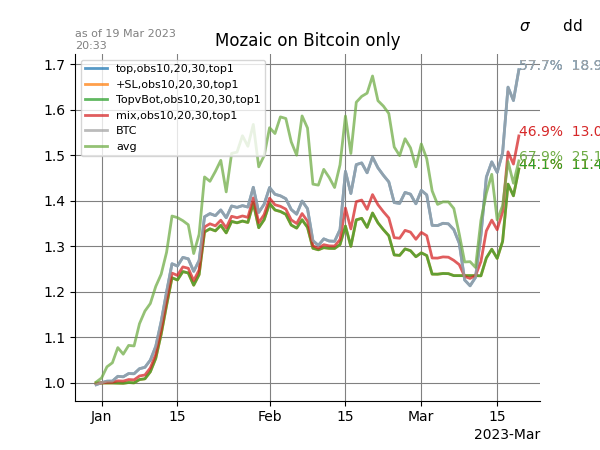 as of 19 Mar 2023
20:33
Mozaic on Bitcoin only
σ dd
top,obs10,20,30,top1
+SL,obs10,20,30,top1
TopvBot,obs10,20,30,top1
mix,obs10,20,30,top1
BTC
avg
57.7% 18.9
46.9% 13.0
67.9% 25.1
44.1% 11.4
1.7
1.6
1.5
1.4
1.3
1.2
1.1
1.0
Jan 15 Feb 15 Mar 15
2023-Mar